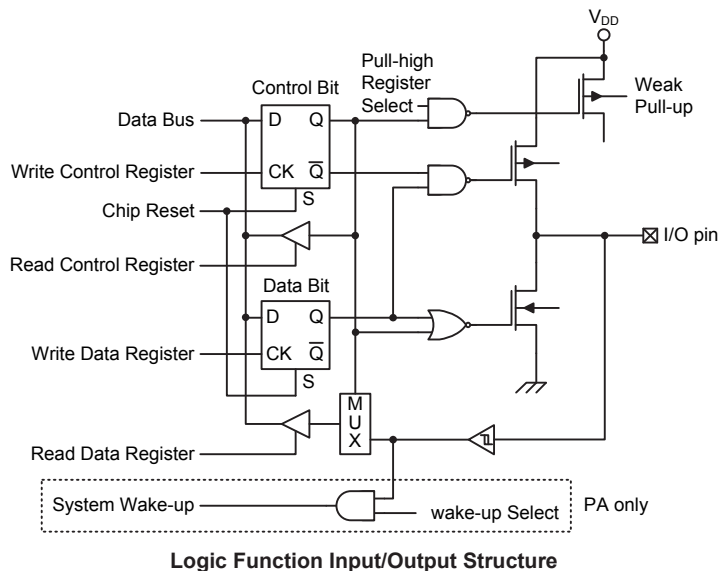 V_DD
Pull-high
Register
Select
Control Bit
Weak
Pull-up
Data Bus
D Q
Write Control Register
CK Q̅
Chip Reset
S
I/O pin
Read Control Register
Data Bit
D Q
Write Data Register
CK Q̅
S
M
U
X
Read Data Register
System Wake-up
wake-up Select
PA only
Logic Function Input/Output Structure